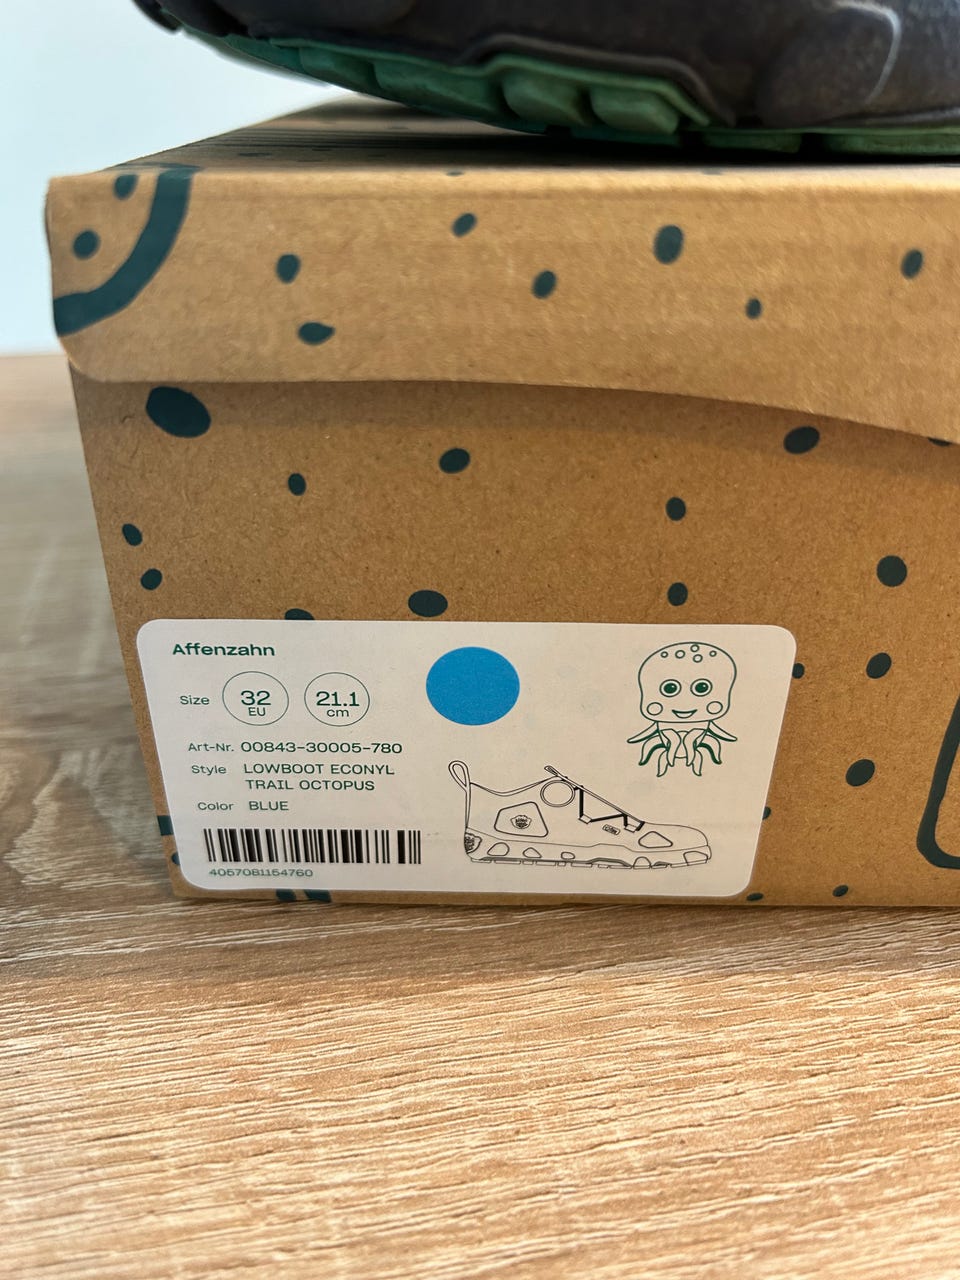 Affenzahn
Size 32 EU 21.1 cm
Art-Nr. 00843-30005-780
Style LOWBOOT ECONYL
TRAIL OCTOPUS
Color BLUE
4057081154760